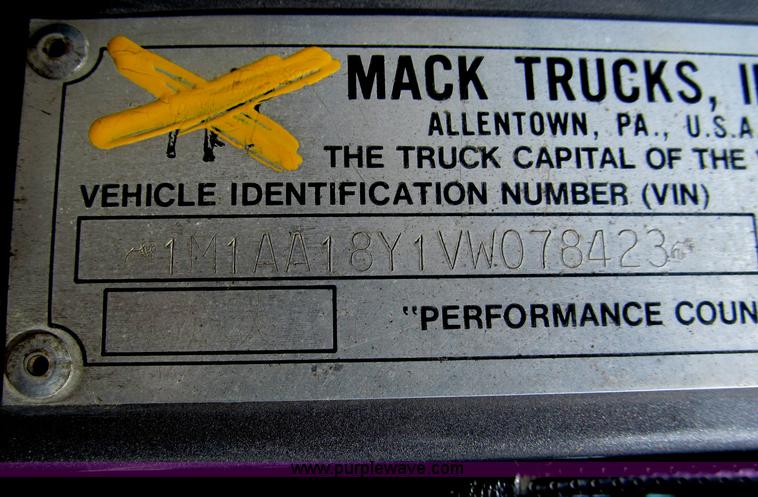 MACK TRUCKS, I
ALLENTOWN, PA., U.S.A
THE TRUCK CAPITAL OF THE
VEHICLE IDENTIFICATION NUMBER (VIN)
1M1AA18Y1VW078423
"PERFORMANCE COUN
www.purplewave.com